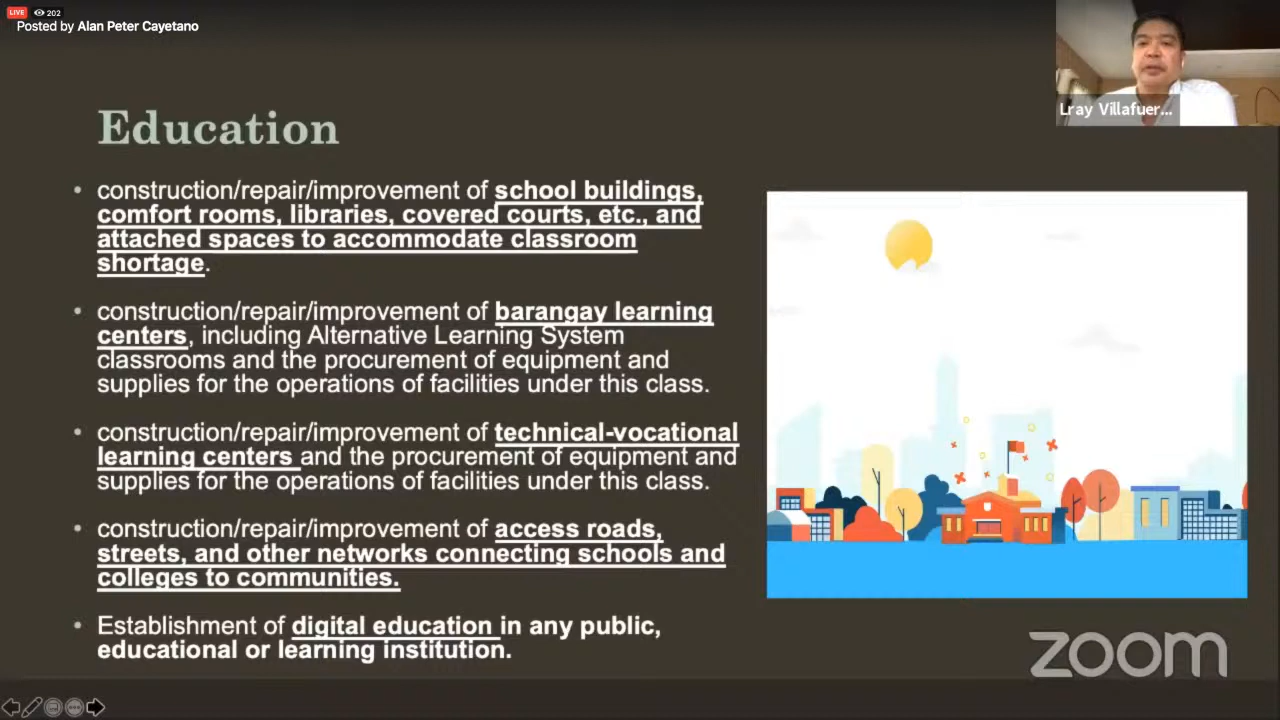 LIVE 202
Posted by Alan Peter Cayetano
Lray Villafuer...
Education
• construction/repair/improvement of school buildings,
comfort rooms, libraries, covered courts, etc., and
attached spaces to accommodate classroom
shortage.
• construction/repair/improvement of barangay learning
centers, including Alternative Learning System
classrooms and the procurement of equipment and
supplies for the operations of facilities under this class.
• construction/repair/improvement of technical-vocational
learning centers and the procurement of equipment and
supplies for the operations of facilities under this class.
• construction/repair/improvement of access roads,
streets, and other networks connecting schools and
colleges to communities.
• Establishment of digital education in any public,
educational or learning institution.
zoom